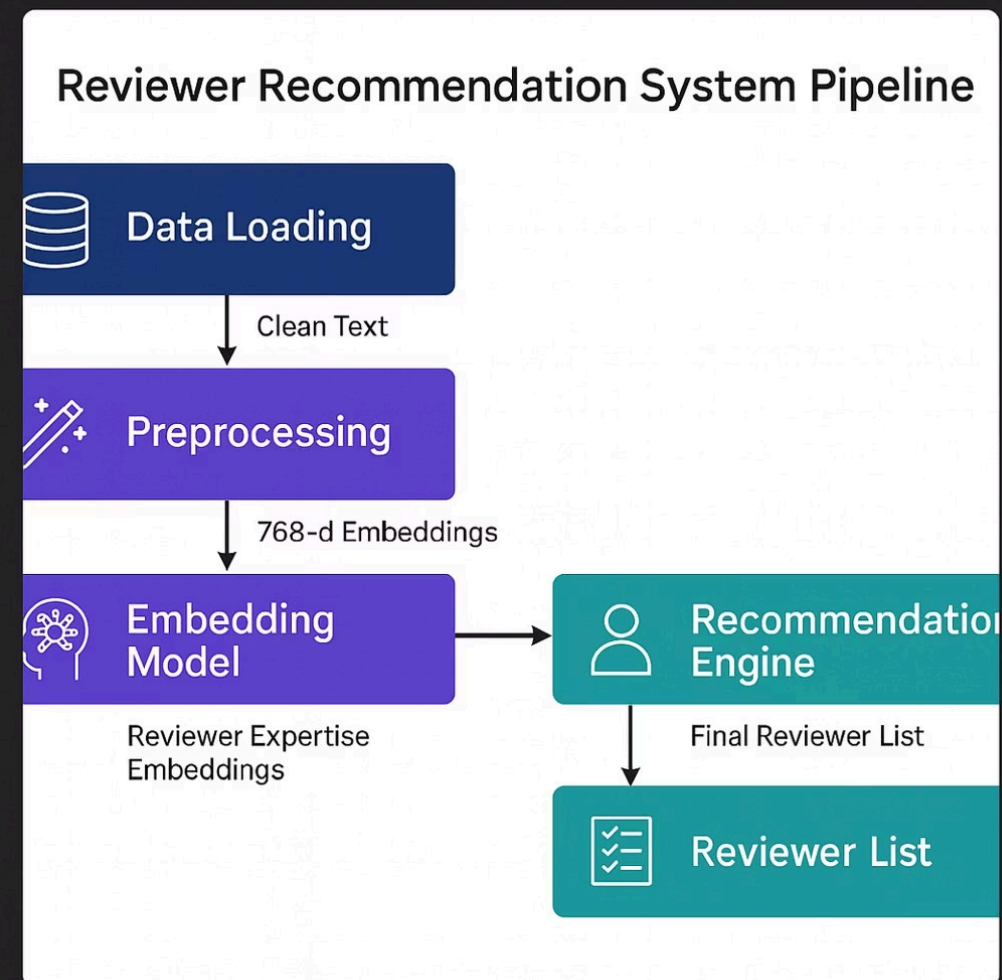 Reviewer Recommendation System Pipeline
Data Loading
Clean Text
Preprocessing
768-d Embeddings
Embedding
Model
Reviewer Expertise
Embeddings
Recommendation
Engine
Final Reviewer List
Reviewer List